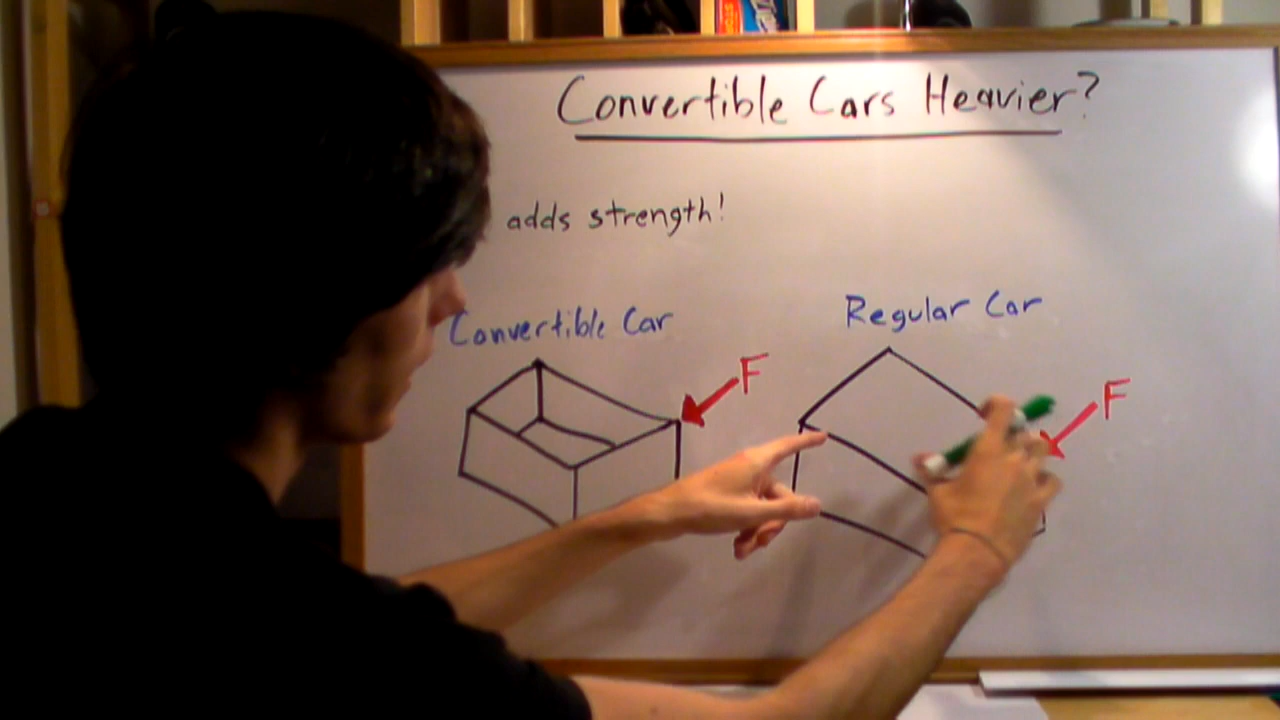 Convertible Cars Heavier?
adds strength!
Convertible Car
Regular Car
F
F